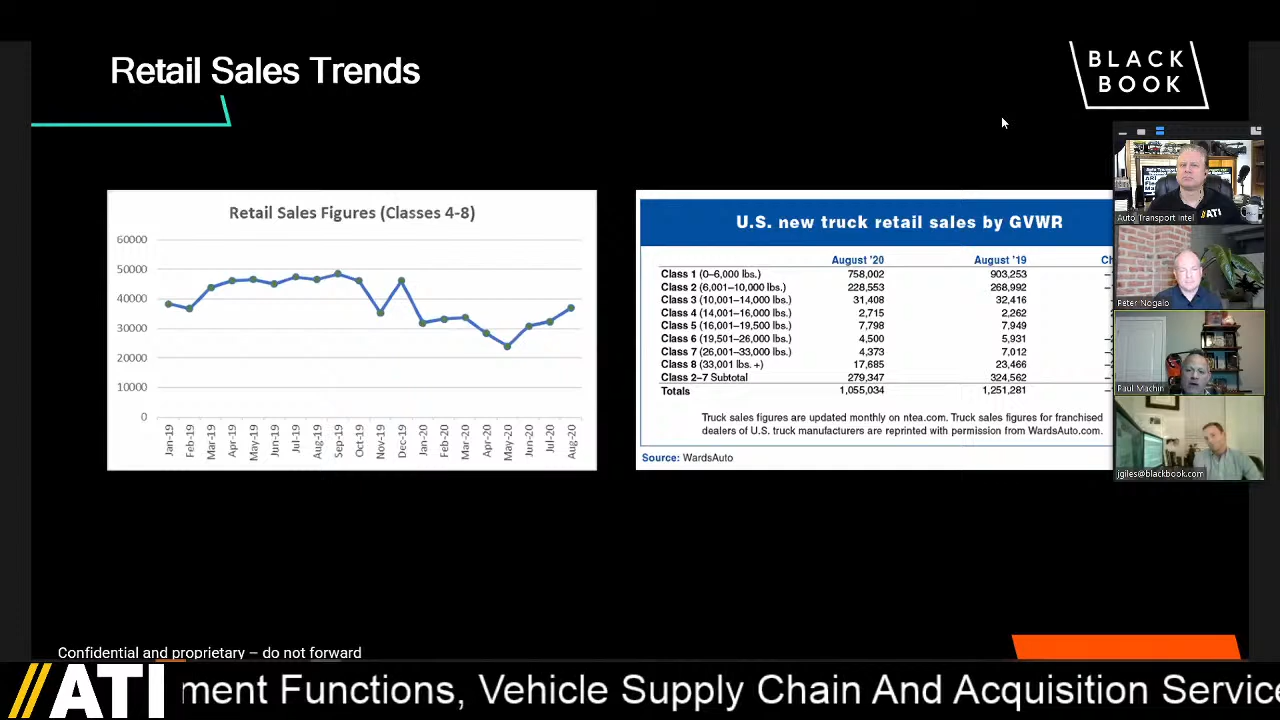 Retail Sales Trends
BLACK
BOOK
Retail Sales Figures (Classes 4-8)
60000
50000
40000
30000
20000
10000
0
Jan-19 Feb-19 Mar-19 Apr-19 May-19 Jun-19 Jul-19 Aug-19 Sep-19 Oct-19 Nov-19 Dec-19 Jan-20 Feb-20 Mar-20 Apr-20 May-20 Jun-20 Jul-20 Aug-20
U.S. new truck retail sales by GVWR
August '20 August '19 Ch
Class 1 (0–6,000 lbs.) 758,002 903,253 –
Class 2 (6,001–10,000 lbs.) 228,553 268,992 –
Class 3 (10,001–14,000 lbs.) 31,408 32,416
Class 4 (14,001–16,000 lbs.) 2,715 2,262
Class 5 (16,001–19,500 lbs.) 7,798 7,949
Class 6 (19,501–26,000 lbs.) 4,500 5,931
Class 7 (26,001–33,000 lbs.) 4,373 7,012
Class 8 (33,001 lbs. +) 17,685 23,466
Class 2–7 Subtotal 279,347 324,562
Totals 1,055,034 1,251,281 –
Truck sales figures are updated monthly on ntea.com. Truck sales figures for franchised
dealers of U.S. truck manufacturers are reprinted with permission from WardsAuto.com.
Source: WardsAuto
//ATI
Auto Transport Intel
Peter Nogalo
Paul Machin
jgiles@blackbook.com
Confidential and proprietary – do not forward
//ATI
ment Functions, Vehicle Supply Chain And Acquisition Service